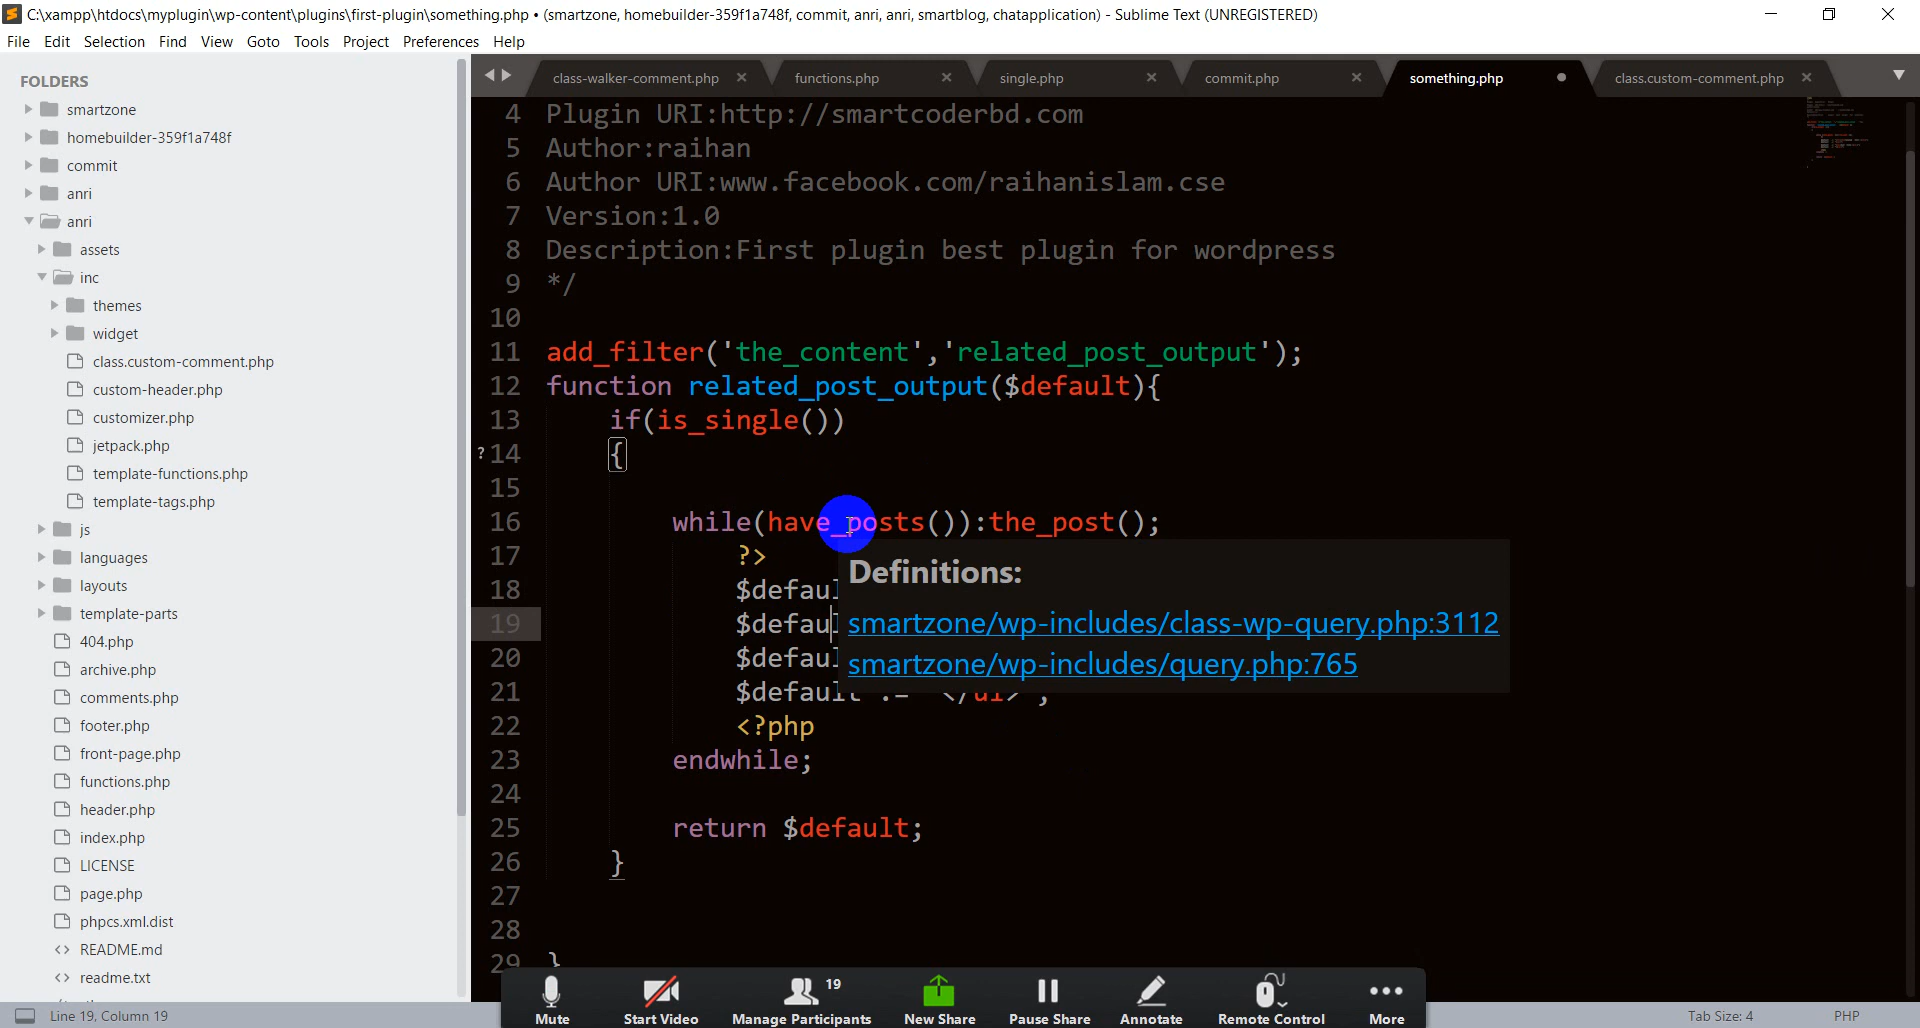 C:\xampp\htdocs\myplugin\wp-content\plugins\first-plugin\something.php • (smartzone, homebuilder-359f1a748f, commit, anri, anri, smartblog, chatapplication) - Sublime Text (UNREGISTERED)
File Edit Selection Find View Goto Tools Project Preferences Help
class-walker-comment.php functions.php single.php commit.php something.php class.custom-comment.php
FOLDERS
smartzone
homebuilder-359f1a748f
commit
anri
anri
assets
inc
themes
widget
class.custom-comment.php
custom-header.php
customizer.php
jetpack.php
template-functions.php
template-tags.php
js
languages
layouts
template-parts
404.php
archive.php
comments.php
footer.php
front-page.php
functions.php
header.php
index.php
LICENSE
page.php
phpcs.xml.dist
README.md
readme.txt
4 Plugin URI:http://smartcoderbd.com
5 Author:raihan
6 Author URI:www.facebook.com/raihanislam.cse
7 Version:1.0
8 Description:First plugin best plugin for wordpress
9 */
10
11 add_filter('the_content','related_post_output');
12 function related_post_output($default){
13 if(is_single())
? 14 {
15
16 while(have_posts()):the_post();
17 ?>
18 $defaul
19 $defaul
20 $defaul
21 $default .=
22 <?php
23 endwhile;
24
25 return $default;
26 }
27
28
29 }
Definitions:
smartzone/wp-includes/class-wp-query.php:3112
smartzone/wp-includes/query.php:765
19
Mute Start Video Manage Participants New Share Pause Share Annotate Remote Control More
Line 19, Column 19
Tab Size: 4 PHP